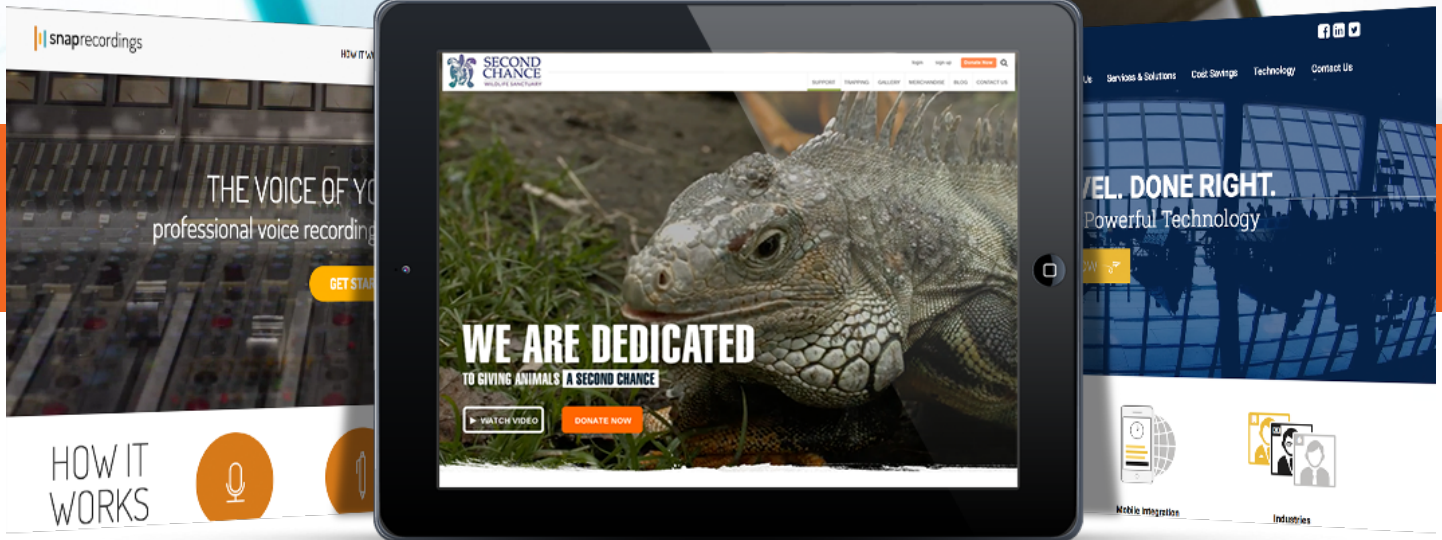 snaprecordings
HOW IT W
THE VOICE OF YO
professional voice recording
GET STAR
HOW IT
WORKS
SECOND
CHANCE
WILDLIFE SANCTUARY
login sign up Donate Now
SUPPORT TRAPPING GALLERY MERCHANDISE BLOG CONTACT US
WE ARE DEDICATED
TO GIVING ANIMALS A SECOND CHANCE
WATCH VIDEO DONATE NOW
f in
Us Services & Solutions Cost Savings Technology Contact Us
VEL. DONE RIGHT.
Powerful Technology
OW
Mobile Integration
Industries